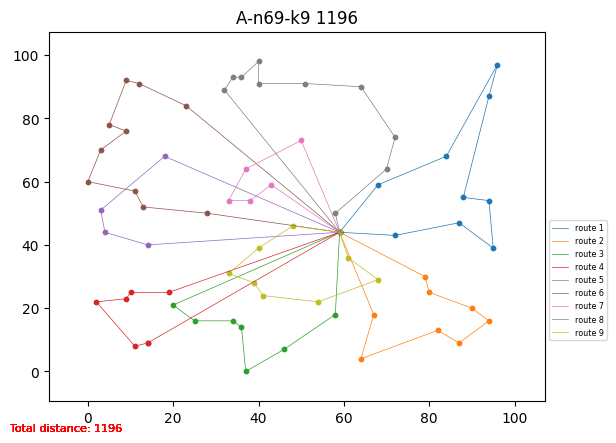 A-n69-k9 1196
100
80
60
40
20
0
0 20 40 60 80 100
route 1
route 2
route 3
route 4
route 5
route 6
route 7
route 8
route 9
Total distance: 1196